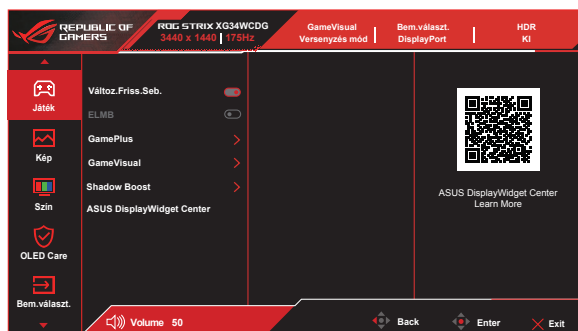 REPUBLIC OF
GAMERS
ROG STRIX XG34WCDG
3440 x 1440 175Hz
GameVisual
Versenyzés mód
Bem.választ.
DisplayPort
HDR
KI
Játék
Kép
Szín
OLED Care
Bem.választ.
Változ.Friss.Seb.
ELMB
GamePlus
GameVisual
Shadow Boost
ASUS DisplayWidget Center
ASUS DisplayWidget Center
Learn More
Volume 50
Back
Enter
Exit